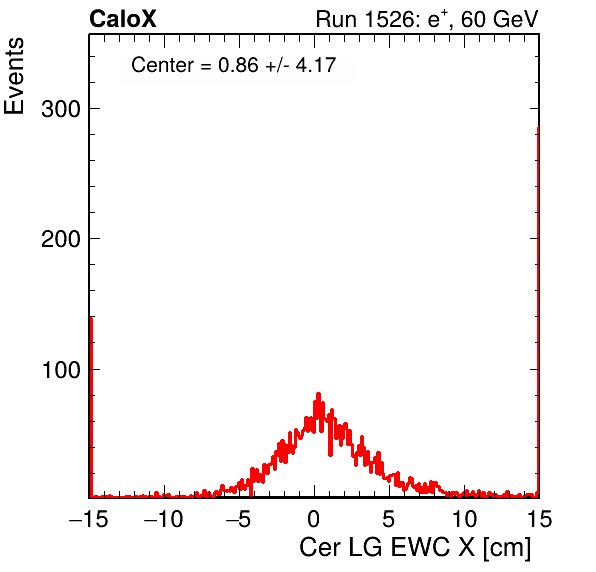 CaloX Run 1526: e⁺, 60 GeV
Center = 0.86 +/- 4.17
Events
300
200
100
−15 −10 −5 0 5 10 15
Cer LG EWC X [cm]